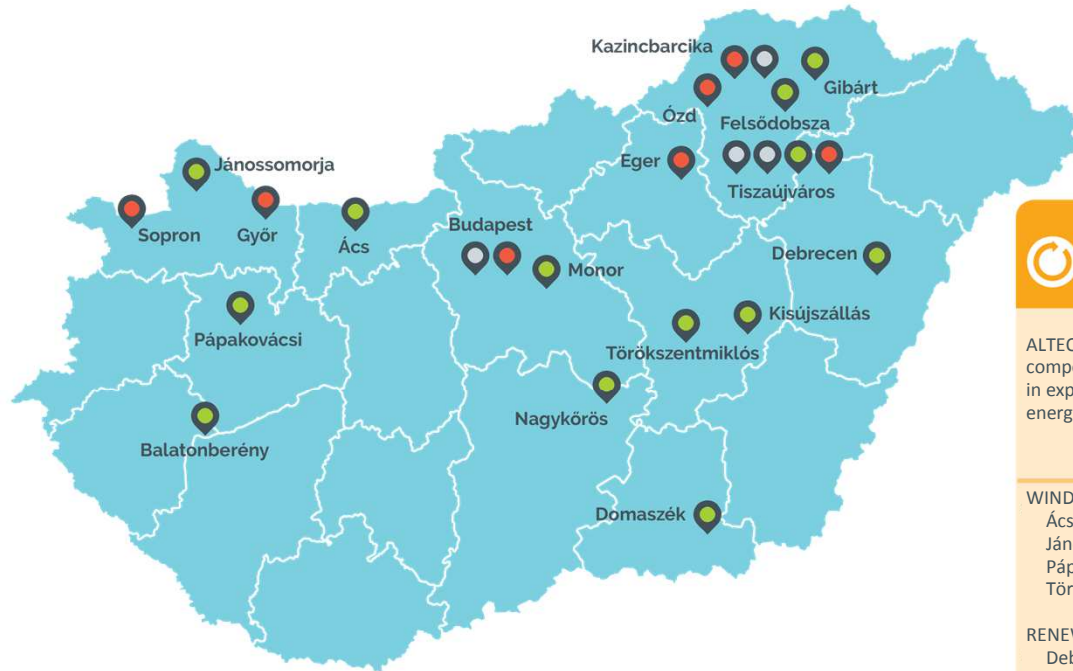 Kazincbarcika
Gibárt
Ózd
Felsődobsza
Eger
Tiszaújváros
Jánossomorja
Sopron
Győr
Ács
Budapest
Monor
Debrecen
Pápakovácsi
Kisújszállás
Törökszentmiklós
Nagykőrös
Balatonberény
Domaszék
ALTEO
in exp
energ
WIND
Ács
Ján
Páp
Tör
RENEW
Deb